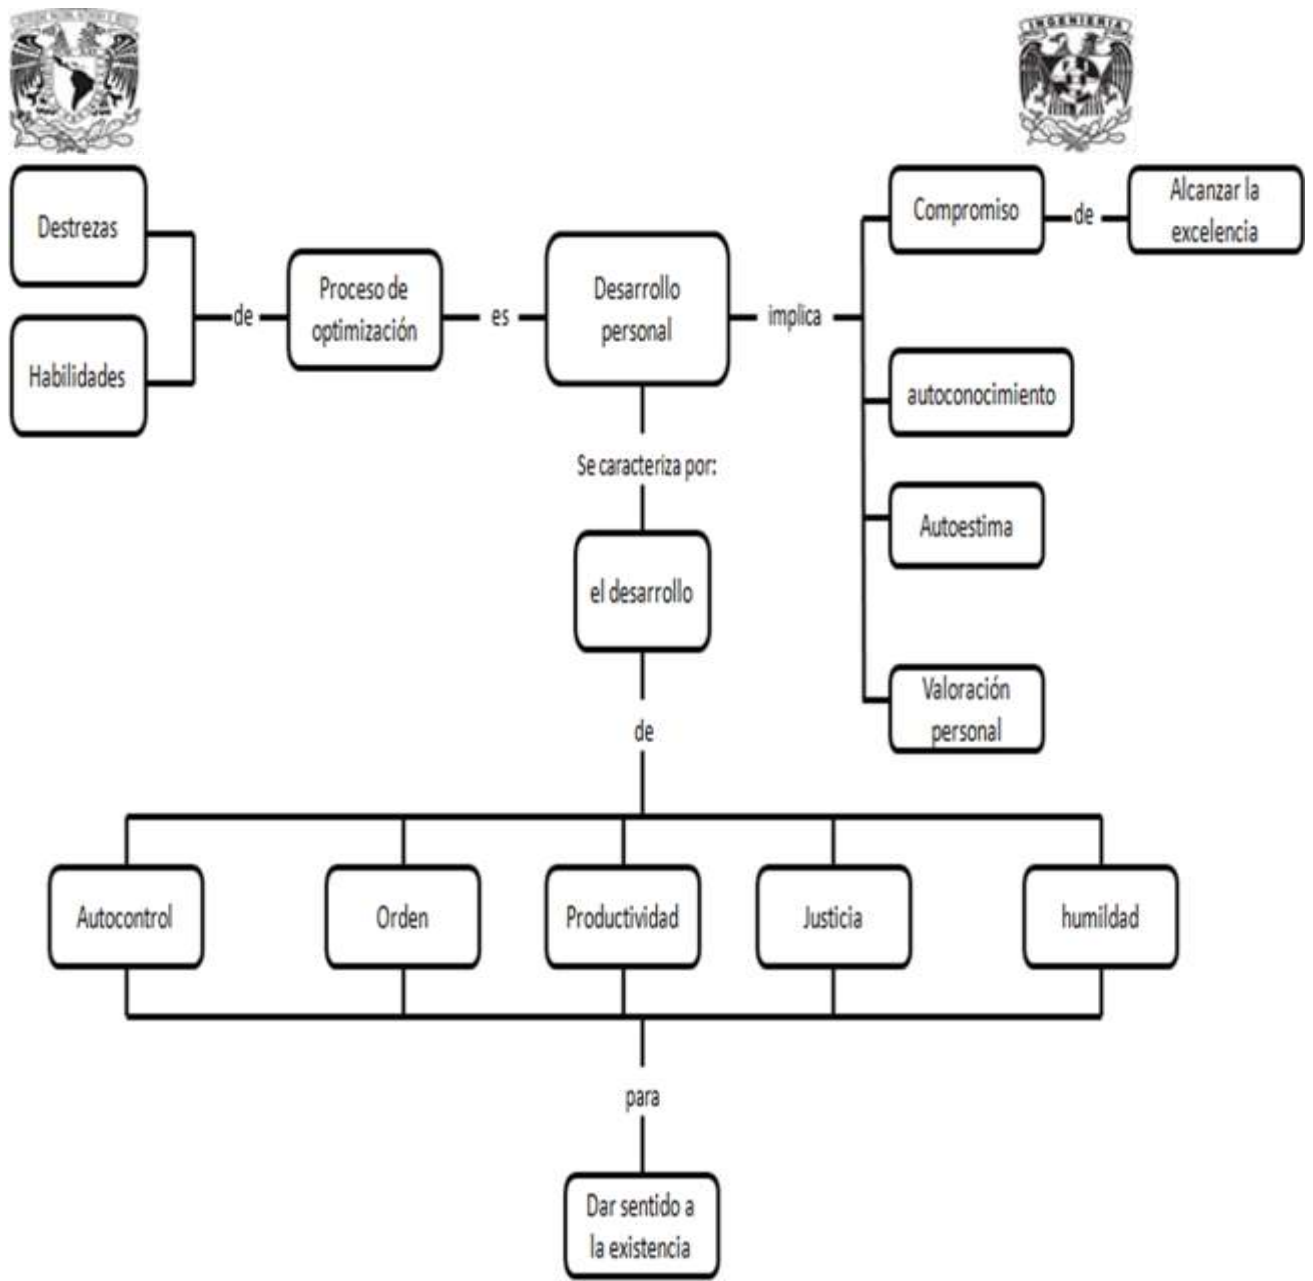 INGENIERIA
Destrezas
Habilidades
de
Proceso de
optimización
es
Desarrollo
personal
implica
Compromiso
de
Alcanzar la
excelencia
autoconocimiento
Autoestima
Valoración
personal
Se caracteriza por:
el desarrollo
de
Autocontrol
Orden
Productividad
Justicia
humildad
para
Dar sentido a
la existencia